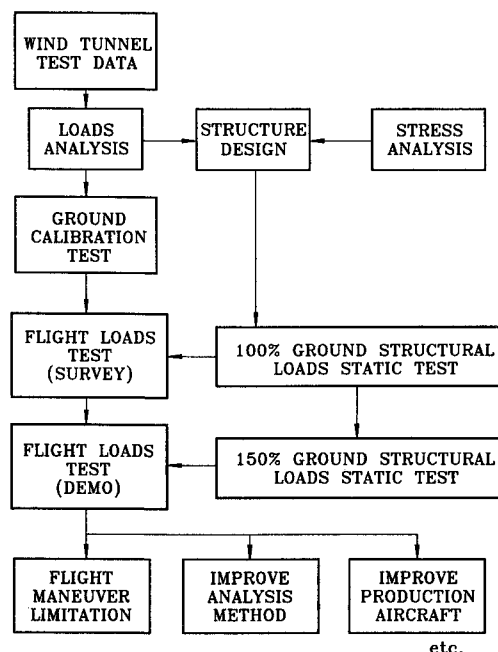 WIND TUNNEL
TEST DATA
LOADS
ANALYSIS
STRUCTURE
DESIGN
STRESS
ANALYSIS
GROUND
CALIBRATION
TEST
FLIGHT LOADS
TEST
(SURVEY)
100% GROUND STRUCTURAL
LOADS STATIC TEST
FLIGHT LOADS
TEST
(DEMO)
150% GROUND STRUCTURAL
LOADS STATIC TEST
FLIGHT
MANEUVER
LIMITATION
IMPROVE
ANALYSIS
METHOD
IMPROVE
PRODUCTION
AIRCRAFT
etc.